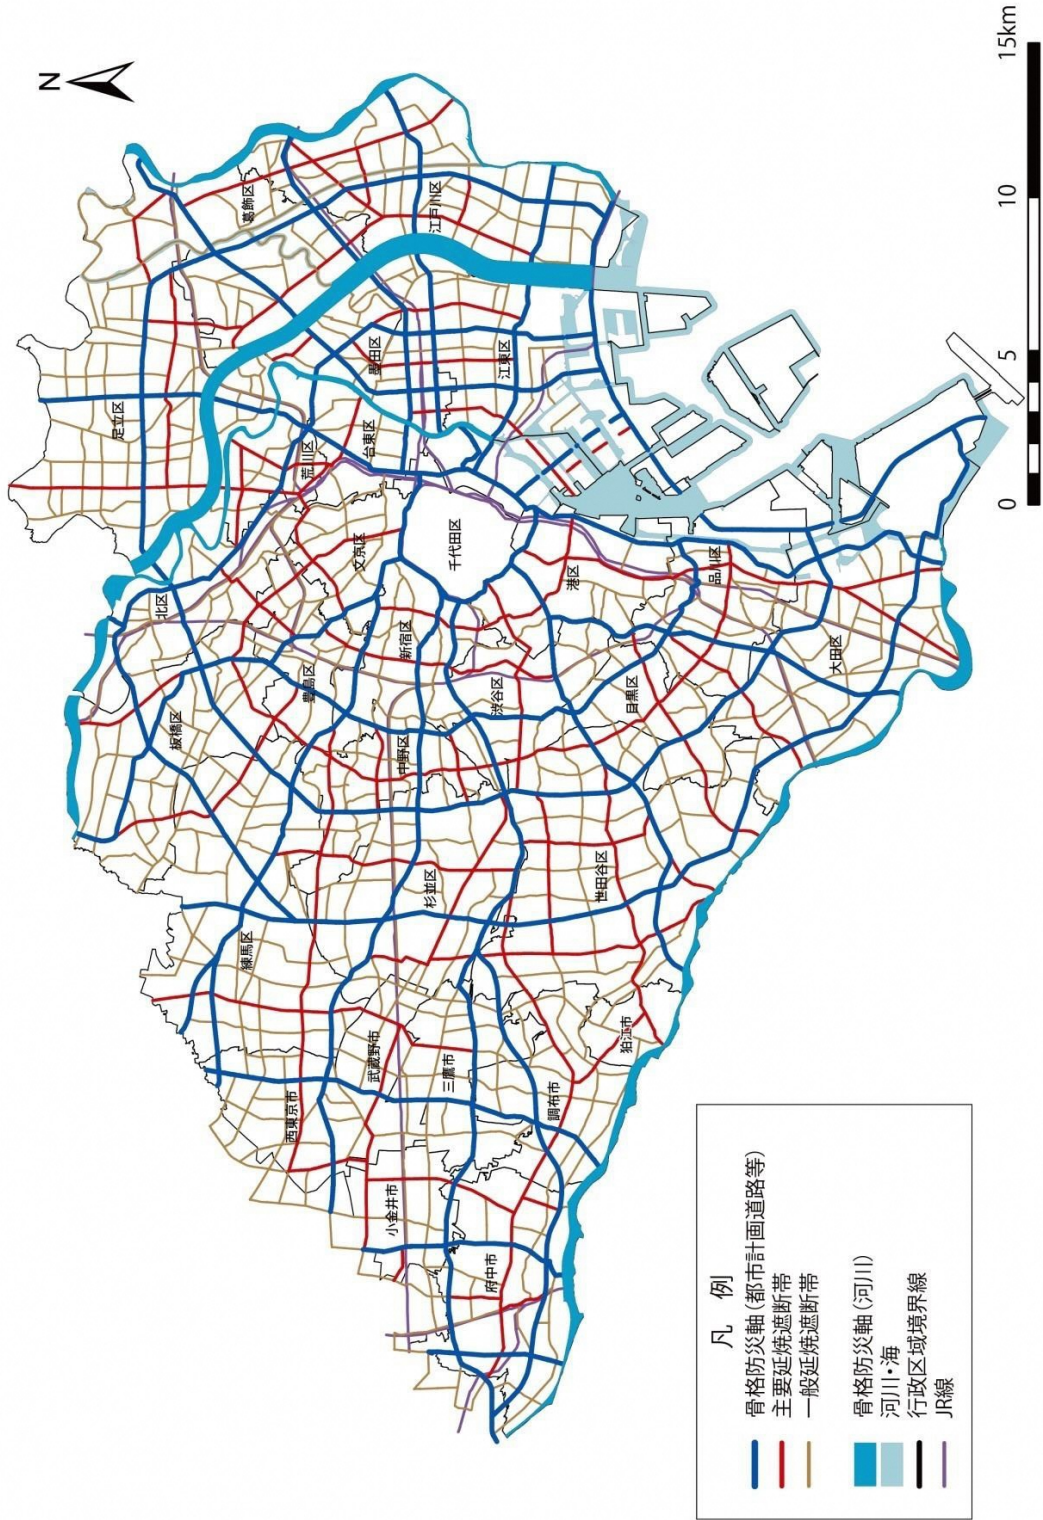 N
足立区
葛飾区
北区
荒川区
板橋区
墨田区
台東区
江戸川区
文京区
豊島区
練馬区
千代田区
新宿区
江東区
中野区
杉並区
渋谷区
港区
西東京市
武蔵野市
三鷹市
世田谷区
目黒区
品川区
小金井市
調布市
狛江市
大田区
府中市
凡 例
骨格防災軸(都市計画道路等)
主要延焼遮断帯
一般延焼遮断帯
骨格防災軸(河川)
河川・海
行政区域境界線
JR線
0 5 10 15km